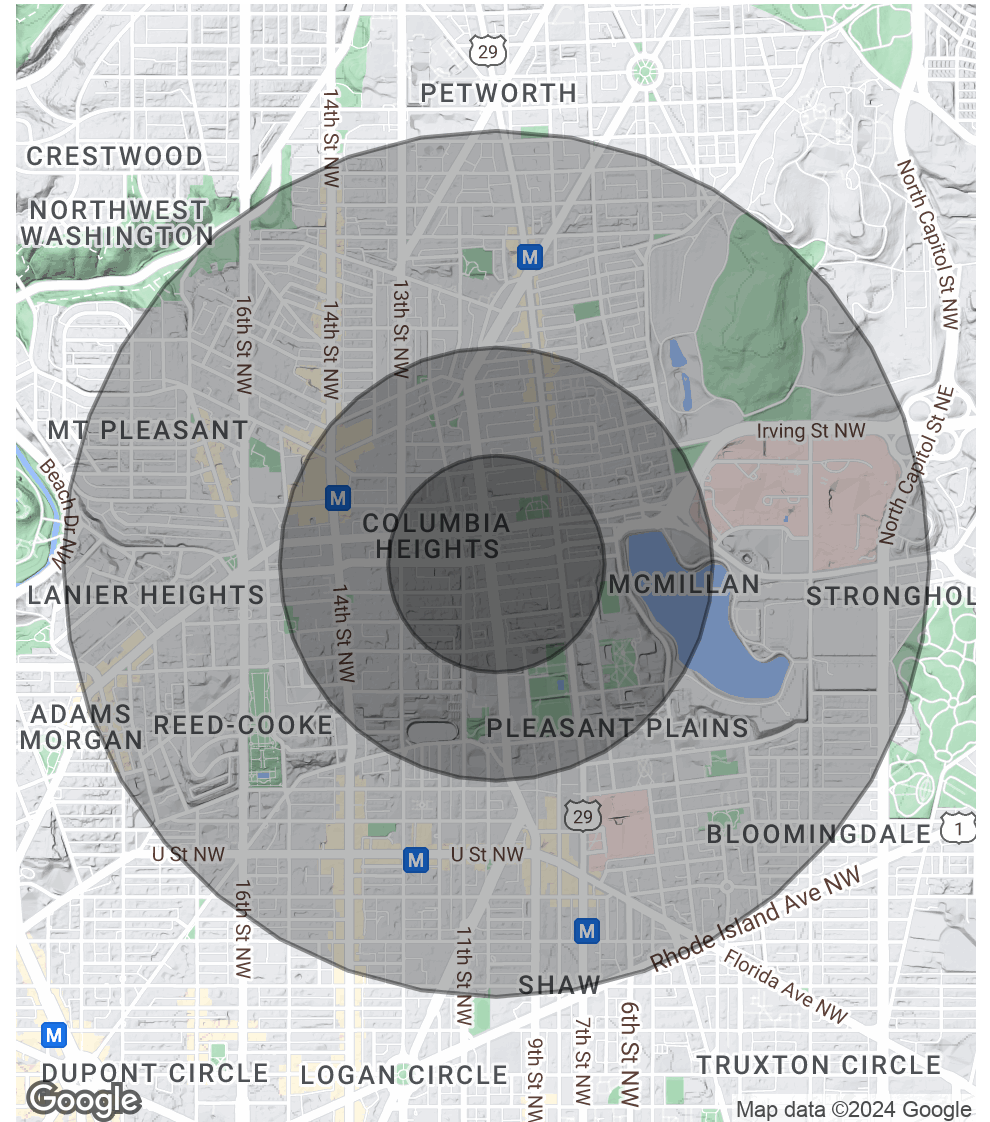 29
PETWORTH
14th St NW
CRESTWOOD
NORTHWEST
WASHINGTON
North Capitol St NW
M
16th St NW
14th St NW
13th St NW
MT PLEASANT
Irving St NW
North Capitol St NE
Beach Dr NW
M
COLUMBIA
HEIGHTS
MCMILLAN
LANIER HEIGHTS
STRONGHOL
14th St NW
ADAMS
MORGAN
REED-COOKE
PLEASANT PLAINS
29
BLOOMINGDALE
1
U St NW
M
U St NW
16th St NW
11th St NW
M
Rhode Island Ave NW
Florida Ave NW
SHAW
M
9th St NW
7th St NW
6th St NW
DUPONT CIRCLE
LOGAN CIRCLE
TRUXTON CIRCLE
Google
Map data ©2024 Google